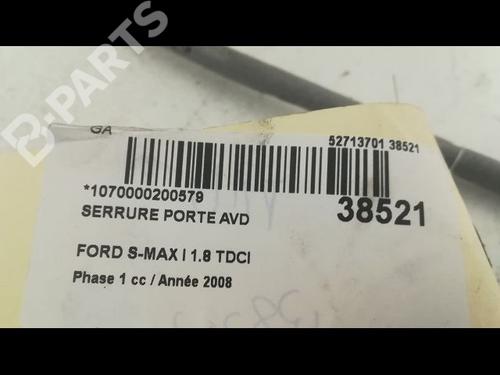 B-PARTS
GA
52713701 38521
*1070000200579
SERRURE PORTE AVD
38521
FORD S-MAX I 1.8 TDCI
Phase 1 cc / Année 2008